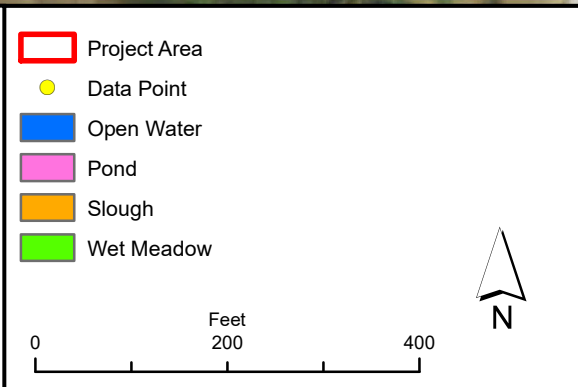 Project Area
Data Point
Open Water
Pond
Slough
Wet Meadow
N
Feet
0 200 400